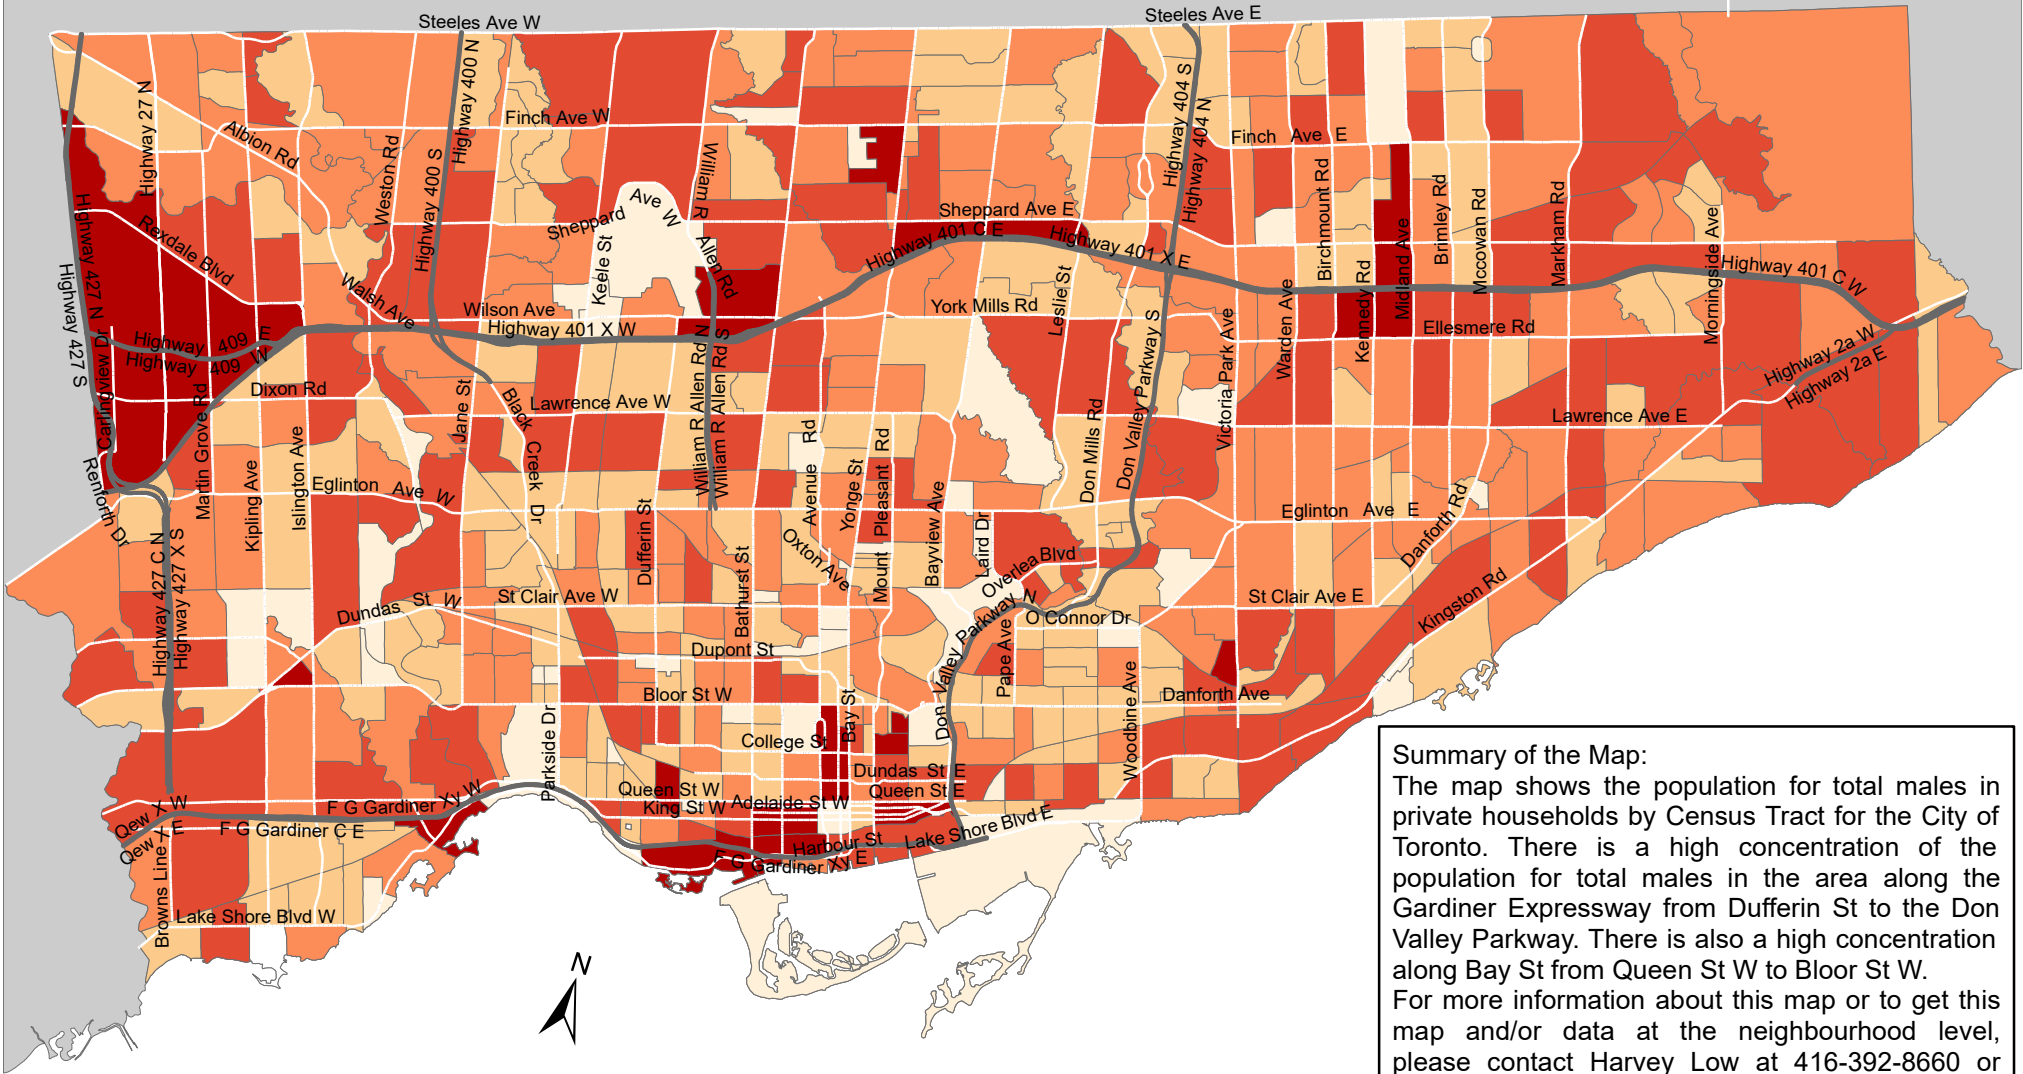 Steeles Ave W
Steeles Ave E
Highway 27 N
Albion Rd
Weston Rd
Highway 400 N
Highway 400 S
Finch Ave W
William R
Allen Rd
Highway 404 S
Highway 404 N
Finch Ave E
Birchmount Rd
Kennedy Rd
Midland Ave
Brimley Rd
Mccowan Rd
Markham Rd
Morningside Ave
Highway 427 N
Highway 427 S
Rexdale Blvd
Walsh Ave
Sheppard Ave W
Keele St
Sheppard Ave E
Highway 401 C E
Highway 401 X E
Highway 401 C W
Wilson Ave
Highway 401 X W
York Mills Rd
Leslie St
Don Valley Parkway S
Victoria Park Ave
Warden Ave
Ellesmere Rd
Highway 2a W
Highway 2a E
Highway 409 E
Highway 409 W
Carlingview Dr
Martin Grove Rd
Dixon Rd
Jane St
Black Creek Dr
Lawrence Ave W
William R Allen Rd N
William R Allen Rd S
Lawrence Ave E
Renforth Dr
Kipling Ave
Islington Ave
Eglinton Ave W
Dufferin St
Bathurst St
Avenue Rd
Yonge St
Mount Pleasant Rd
Oxton Ave
Bayview Ave
Laird Dr
Don Mills Rd
Overlea Blvd
Eglinton Ave E
Danforth Rd
Highway 427 C N
Highway 427 X S
Dundas St W
St Clair Ave W
St Clair Ave E
Kingston Rd
O Connor Dr
Don Valley Parkway N
Pape Ave
Woodbine Ave
Dupont St
Bloor St W
Bay St
Danforth Ave
Parkside Dr
College St
Dundas St E
Queen St W
Queen St E
King St W
Adelaide St W
Qew X W
Qew X E
F G Gardiner Xy W
F G Gardiner C E
F G Gardiner Xy E
Harbour St
Lake Shore Blvd E
Browns Line
Lake Shore Blvd W
N
Summary of the Map:
The map shows the population for total males in
private households by Census Tract for the City of
Toronto. There is a high concentration of the
population for total males in the area along the
Gardiner Expressway from Dufferin St to the Don
Valley Parkway. There is also a high concentration
along Bay St from Queen St W to Bloor St W.
For more information about this map or to get this
map and/or data at the neighbourhood level,
please contact Harvey Low at 416-392-8660 or